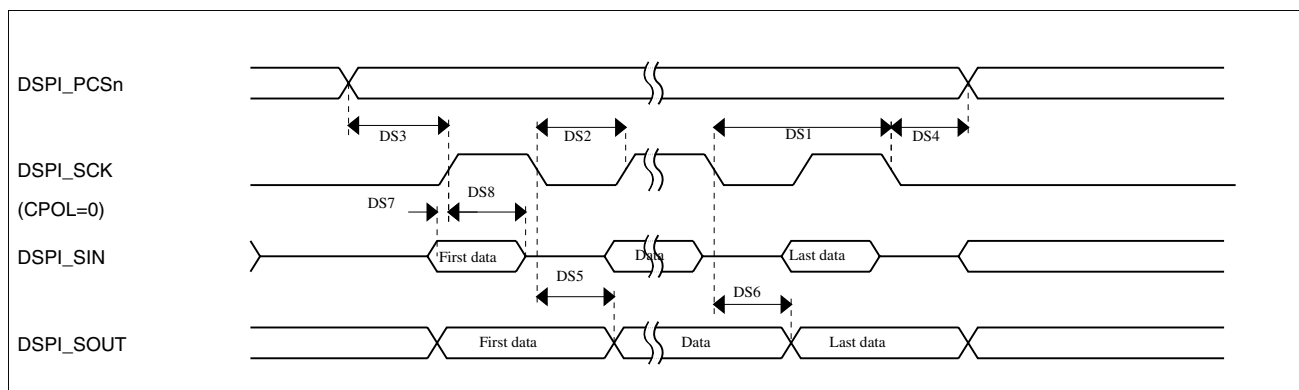 DSPI_PCSn
DS3
DS2
DS1
DS4
DSPI_SCK
(CPOL=0)
DS7
DS8
DSPI_SIN
First data
Data
Last data
DS5
DS6
DSPI_SOUT
First data
Data
Last data